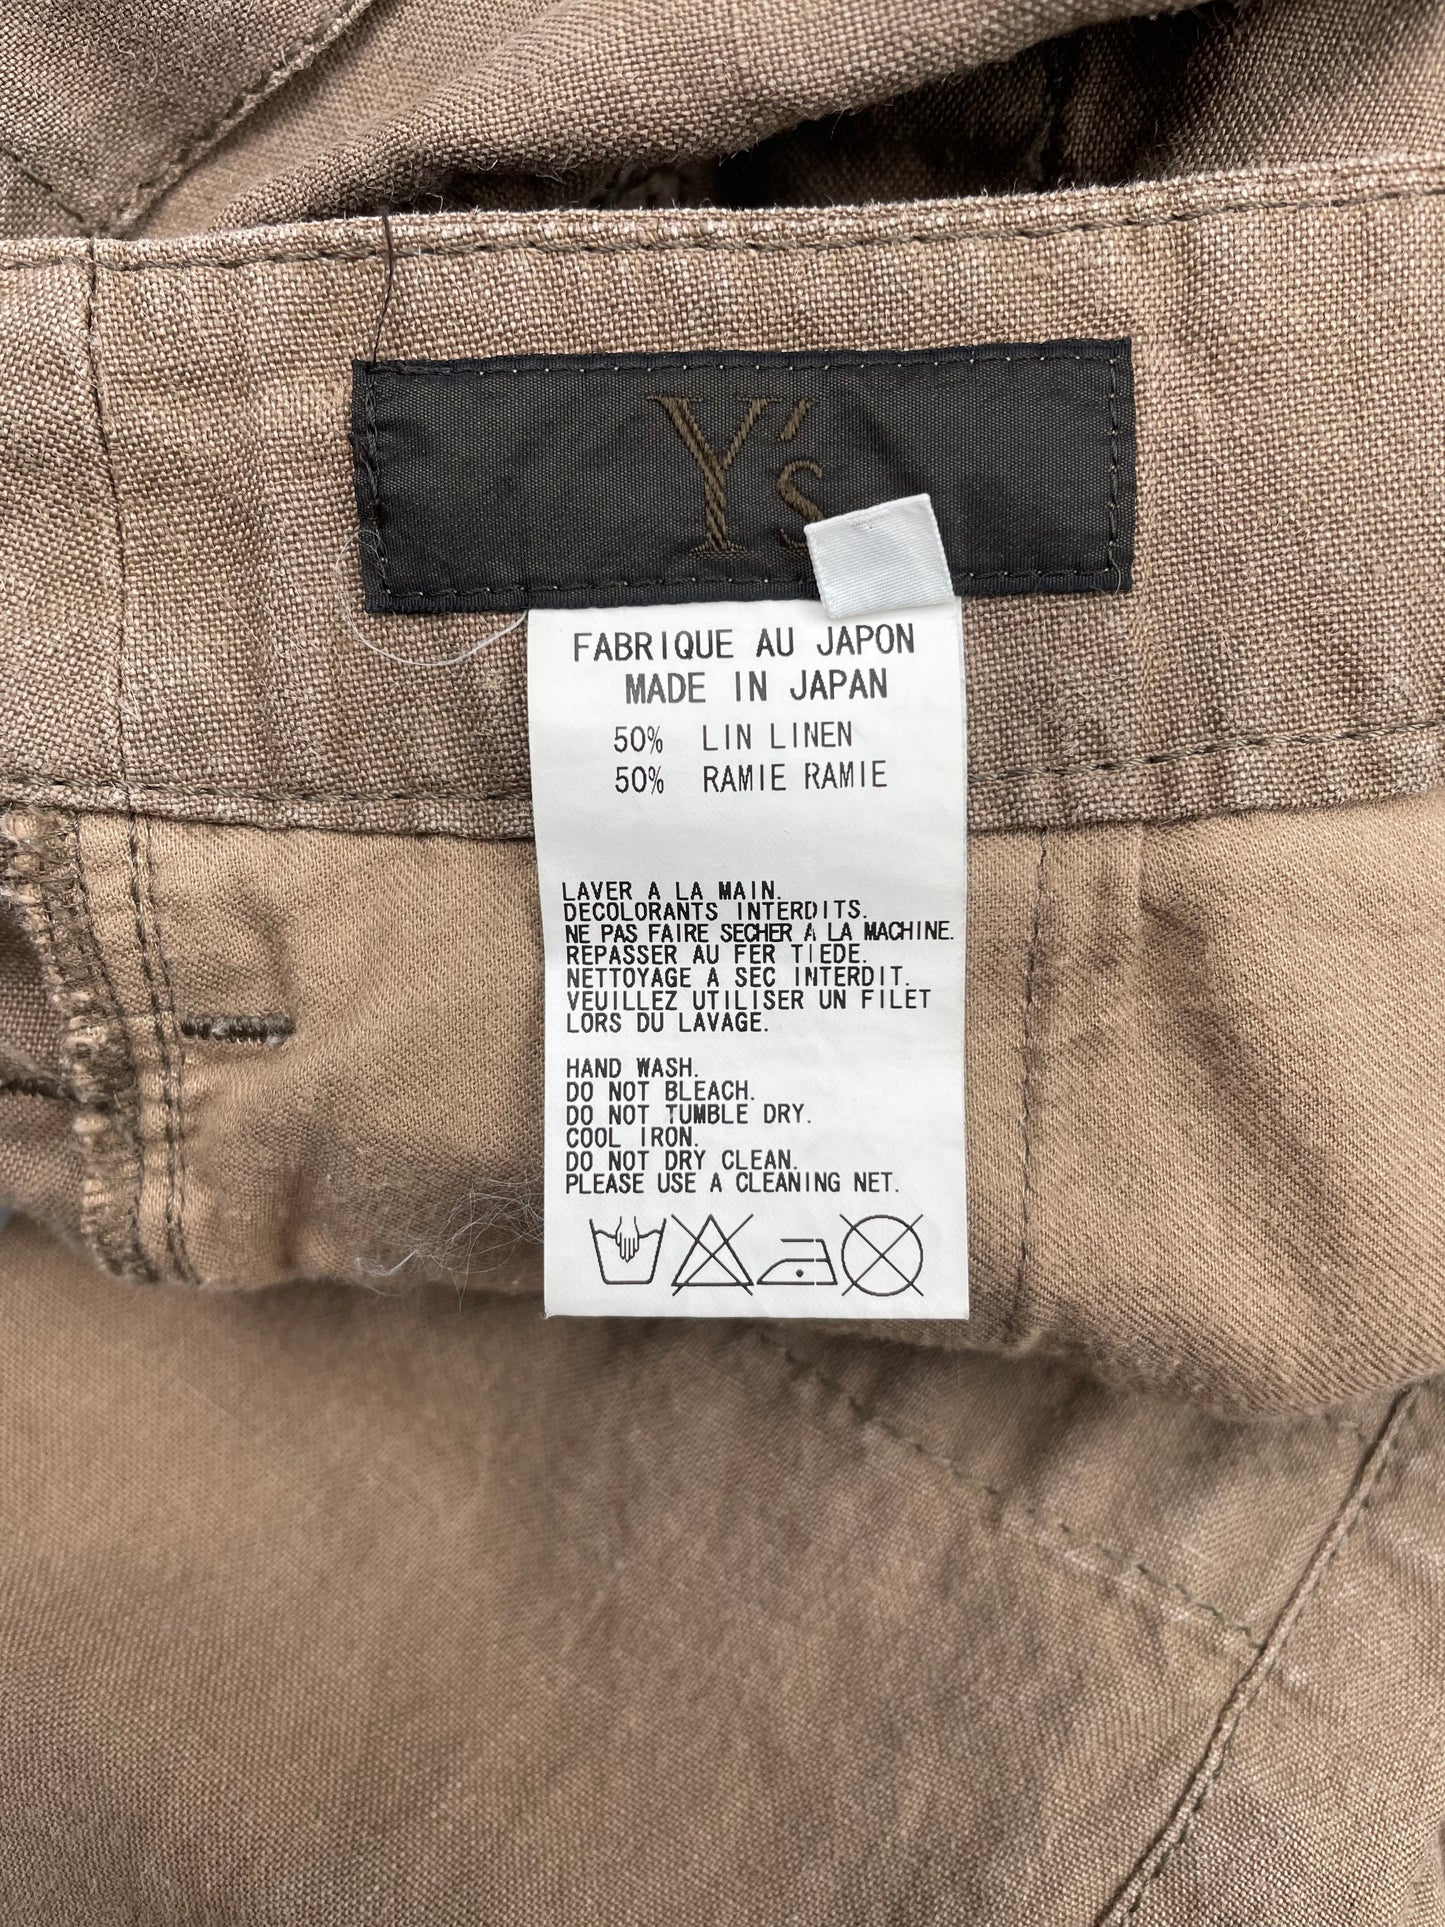 Y's
FABRIQUE AU JAPON
MADE IN JAPAN
50% LIN LINEN
50% RAMIE RAMIE
LAVER A LA MAIN.
DECOLORANTS INTERDITS.
NE PAS FAIRE SECHER A LA MACHINE.
REPASSER AU FER TIEDE.
NETTOYAGE A SEC INTERDIT.
VEUILLEZ UTILISER UN FILET
LORS DU LAVAGE.
HAND WASH.
DO NOT BLEACH.
DO NOT TUMBLE DRY.
COOL IRON.
DO NOT DRY CLEAN.
PLEASE USE A CLEANING NET.